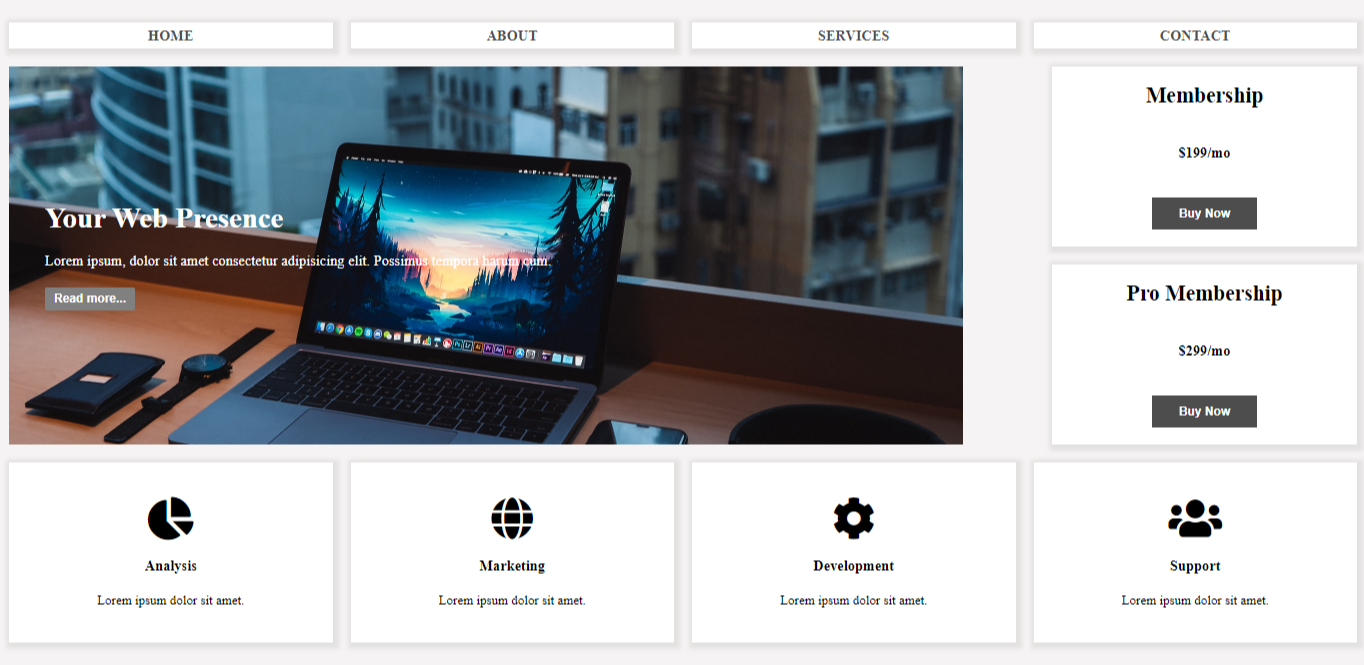 HOME
ABOUT
SERVICES
CONTACT
Your Web Presence
Lorem ipsum, dolor sit amet consectetur adipisicing elit. Possimus tempora harum cum.
Read more...
Membership
$199/mo
Buy Now
Pro Membership
$299/mo
Buy Now
Analysis
Lorem ipsum dolor sit amet.
Marketing
Lorem ipsum dolor sit amet.
Development
Lorem ipsum dolor sit amet.
Support
Lorem ipsum dolor sit amet.